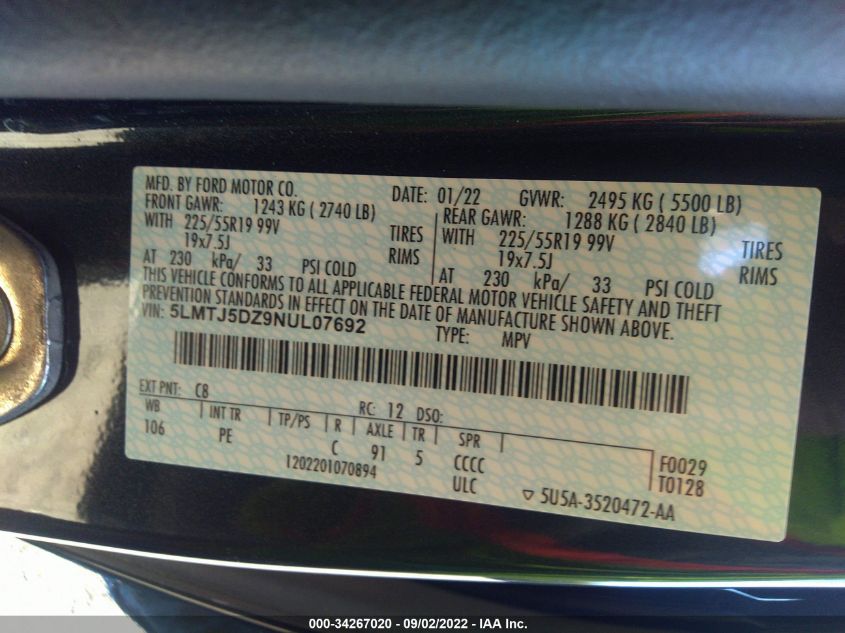 MFD. BY FORD MOTOR CO. DATE: 01/22 GVWR: 2495 KG ( 5500 LB)
FRONT GAWR: 1243 KG ( 2740 LB) REAR GAWR: 1288 KG ( 2840 LB)
WITH 225/55R19 99V TIRES WITH 225/55R19 99V TIRES
19x7.5J RIMS 19x7.5J RIMS
AT 230 kPa/ 33 PSI COLD AT 230 kPa/ 33 PSI COLD
THIS VEHICLE CONFORMS TO ALL APPLICABLE FEDERAL MOTOR VEHICLE SAFETY AND THEFT
PREVENTION STANDARDS IN EFFECT ON THE DATE OF MANUFACTURE SHOWN ABOVE.
VIN: 5LMTJ5DZ9NUL07692 TYPE: MPV
EXT PNT: C8 RC: 12 DSO:
WB INT TR TP/PS R AXLE TR SPR F0029
106 PE C 91 5 CCCC T0128
1202201070894 ULC ▽ 5U5A-3520472-AA
000-34267020 - 09/02/2022 - IAA Inc.